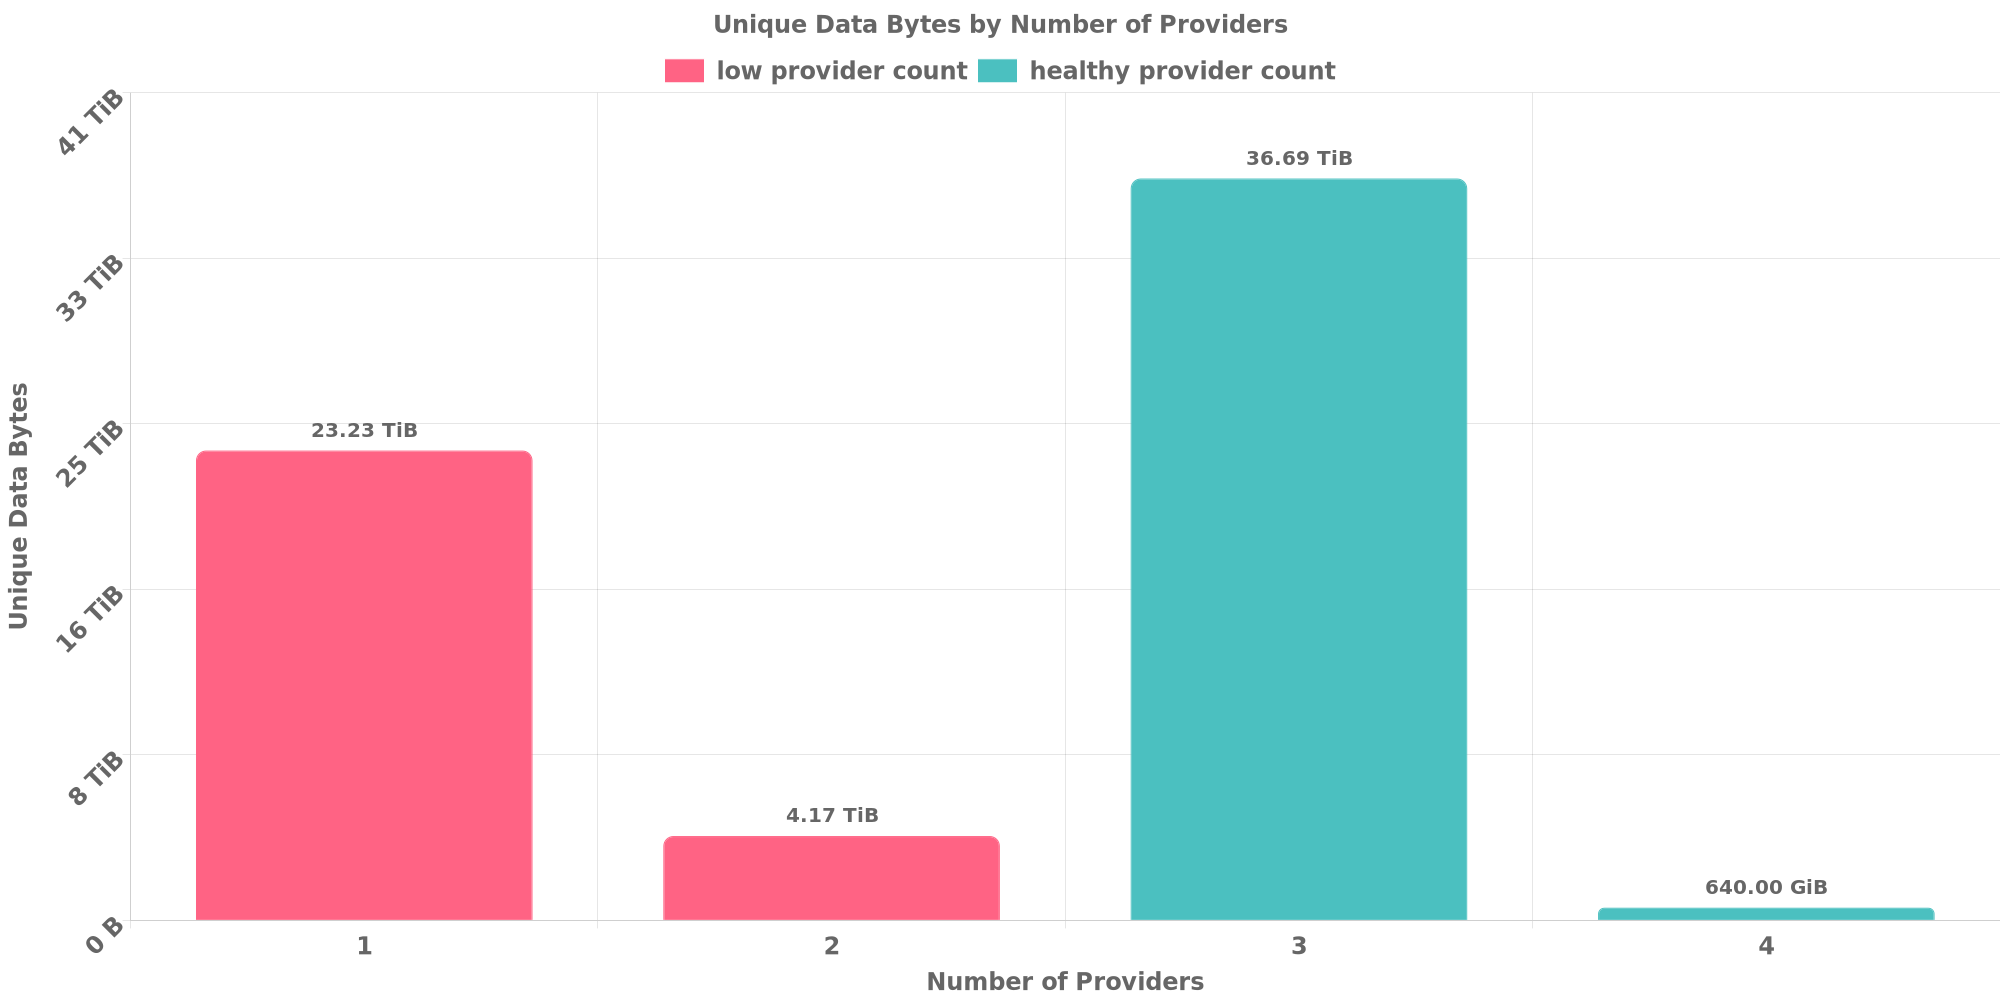 Unique Data Bytes by Number of Providers
low provider count healthy provider count
41 TiB
33 TiB
25 TiB
16 TiB
8 TiB
0 B
Unique Data Bytes
23.23 TiB
4.17 TiB
36.69 TiB
640.00 GiB
1 2 3 4
Number of Providers